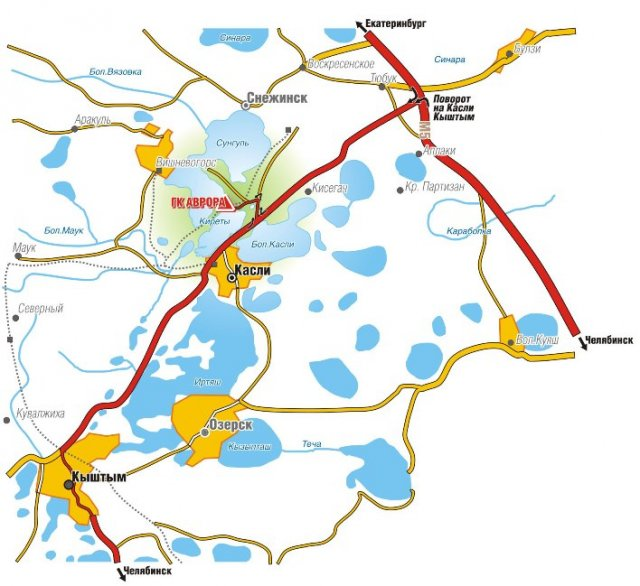 Екатеринбург
Синара
Булзи
Воскресенское
Синара
Бол.Вязовка
Тюбук
Снежинск
Поворот
на Касли
Кыштым
Аракуль
М5
Сунгуль
Аллаки
Вишневогорс
Кисегач
Кр. Партизан
ГК АВРОРА
Киреты
Бол.Маук
Караболка
Маук
Бол.Касли
Касли
Северный
Челябинск
Бол.Куяш
Иртяш
Кувалжиха
Озерск
Кызылташ
Теча
Кыштым
Челябинск